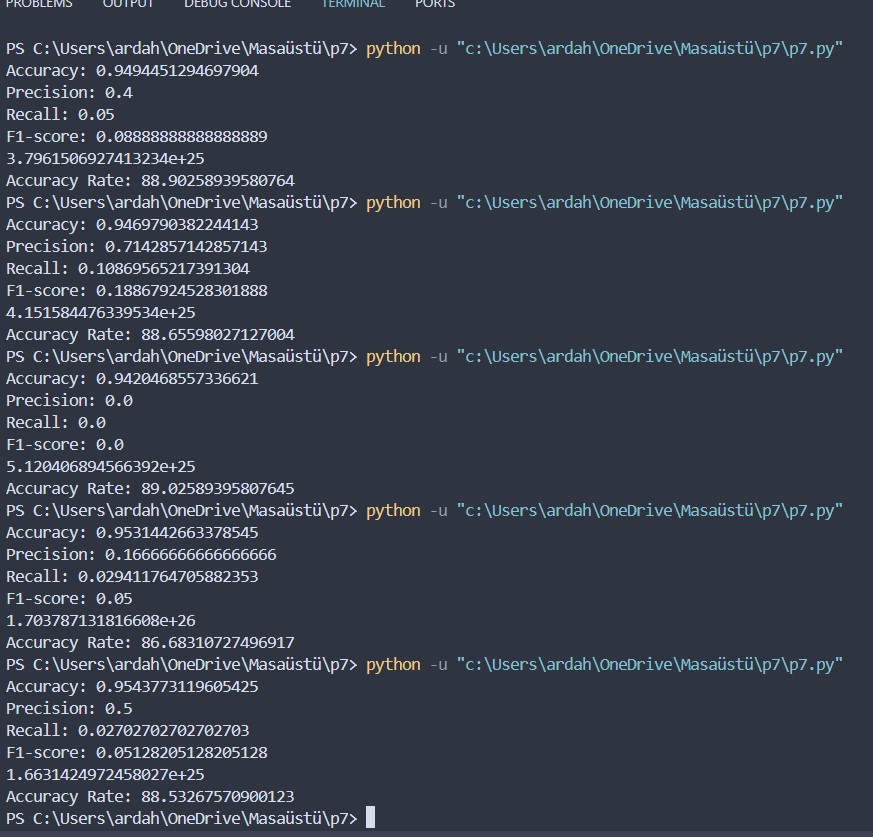 PROBLEMS OUTPUT DEBUG CONSOLE TERMINAL PORTS
PS C:\Users\ardah\OneDrive\Masaüstü\p7> python -u "c:\Users\ardah\OneDrive\Masaüstü\p7\p7.py"
Accuracy: 0.9494451294697904
Precision: 0.4
Recall: 0.05
F1-score: 0.08888888888888889
3.7961506927413234e+25
Accuracy Rate: 88.90258939580764
PS C:\Users\ardah\OneDrive\Masaüstü\p7> python -u "c:\Users\ardah\OneDrive\Masaüstü\p7\p7.py"
Accuracy: 0.9469790382244143
Precision: 0.7142857142857143
Recall: 0.10869565217391304
F1-score: 0.18867924528301888
4.151584476339534e+25
Accuracy Rate: 88.65598027127004
PS C:\Users\ardah\OneDrive\Masaüstü\p7> python -u "c:\Users\ardah\OneDrive\Masaüstü\p7\p7.py"
Accuracy: 0.9420468557336621
Precision: 0.0
Recall: 0.0
F1-score: 0.0
5.120406894566392e+25
Accuracy Rate: 89.02589395807645
PS C:\Users\ardah\OneDrive\Masaüstü\p7> python -u "c:\Users\ardah\OneDrive\Masaüstü\p7\p7.py"
Accuracy: 0.9531442663378545
Precision: 0.16666666666666666
Recall: 0.029411764705882353
F1-score: 0.05
1.703787131816608e+26
Accuracy Rate: 86.68310727496917
PS C:\Users\ardah\OneDrive\Masaüstü\p7> python -u "c:\Users\ardah\OneDrive\Masaüstü\p7\p7.py"
Accuracy: 0.9543773119605425
Precision: 0.5
Recall: 0.02702702702702703
F1-score: 0.05128205128205128
1.6631424972458027e+25
Accuracy Rate: 88.53267570900123
PS C:\Users\ardah\OneDrive\Masaüstü\p7>